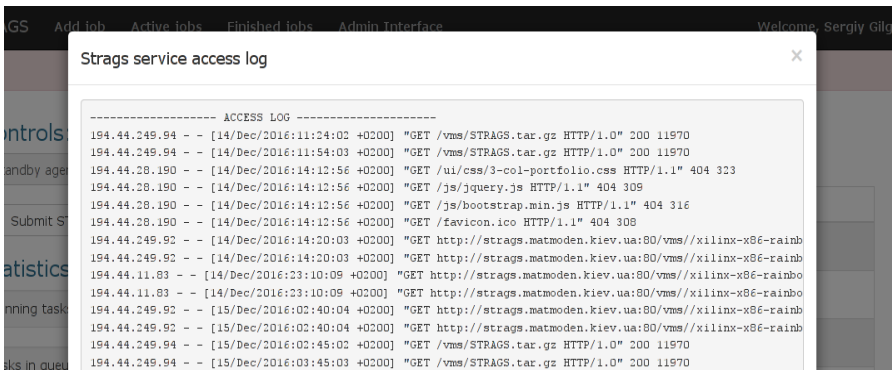 AGS Add job Active jobs Finished jobs Admin Interface Welcome, Sergiy Gilg
Strags service access log ×
------------------- ACCESS LOG ---------------------
194.44.249.94 - - [14/Dec/2016:11:24:02 +0200] "GET /vms/STRAGS.tar.gz HTTP/1.0" 200 11970
194.44.249.94 - - [14/Dec/2016:11:54:03 +0200] "GET /vms/STRAGS.tar.gz HTTP/1.0" 200 11970
194.44.28.190 - - [14/Dec/2016:14:12:56 +0200] "GET /ui/css/3-col-portfolio.css HTTP/1.1" 404 323
194.44.28.190 - - [14/Dec/2016:14:12:56 +0200] "GET /js/jquery.js HTTP/1.1" 404 309
194.44.28.190 - - [14/Dec/2016:14:12:56 +0200] "GET /js/bootstrap.min.js HTTP/1.1" 404 316
194.44.28.190 - - [14/Dec/2016:14:12:56 +0200] "GET /favicon.ico HTTP/1.1" 404 308
194.44.249.92 - - [14/Dec/2016:14:20:03 +0200] "GET http://strags.matmoden.kiev.ua:80/vms//xilinx-x86-rainb
194.44.249.92 - - [14/Dec/2016:14:20:03 +0200] "GET http://strags.matmoden.kiev.ua:80/vms//xilinx-x86-rainb
194.44.11.83 - - [14/Dec/2016:23:10:09 +0200] "GET http://strags.matmoden.kiev.ua:80/vms//xilinx-x86-rainbo
194.44.11.83 - - [14/Dec/2016:23:10:09 +0200] "GET http://strags.matmoden.kiev.ua:80/vms//xilinx-x86-rainbo
194.44.249.92 - - [15/Dec/2016:02:40:04 +0200] "GET http://strags.matmoden.kiev.ua:80/vms//xilinx-x86-rainb
194.44.249.92 - - [15/Dec/2016:02:40:04 +0200] "GET http://strags.matmoden.kiev.ua:80/vms//xilinx-x86-rainb
194.44.249.94 - - [15/Dec/2016:02:45:02 +0200] "GET /vms/STRAGS.tar.gz HTTP/1.0" 200 11970
194.44.249.94 - - [15/Dec/2016:03:45:03 +0200] "GET /vms/STRAGS.tar.gz HTTP/1.0" 200 11970
ontrols:
tandby age
Submit ST
atistics
nning task
sks in queu